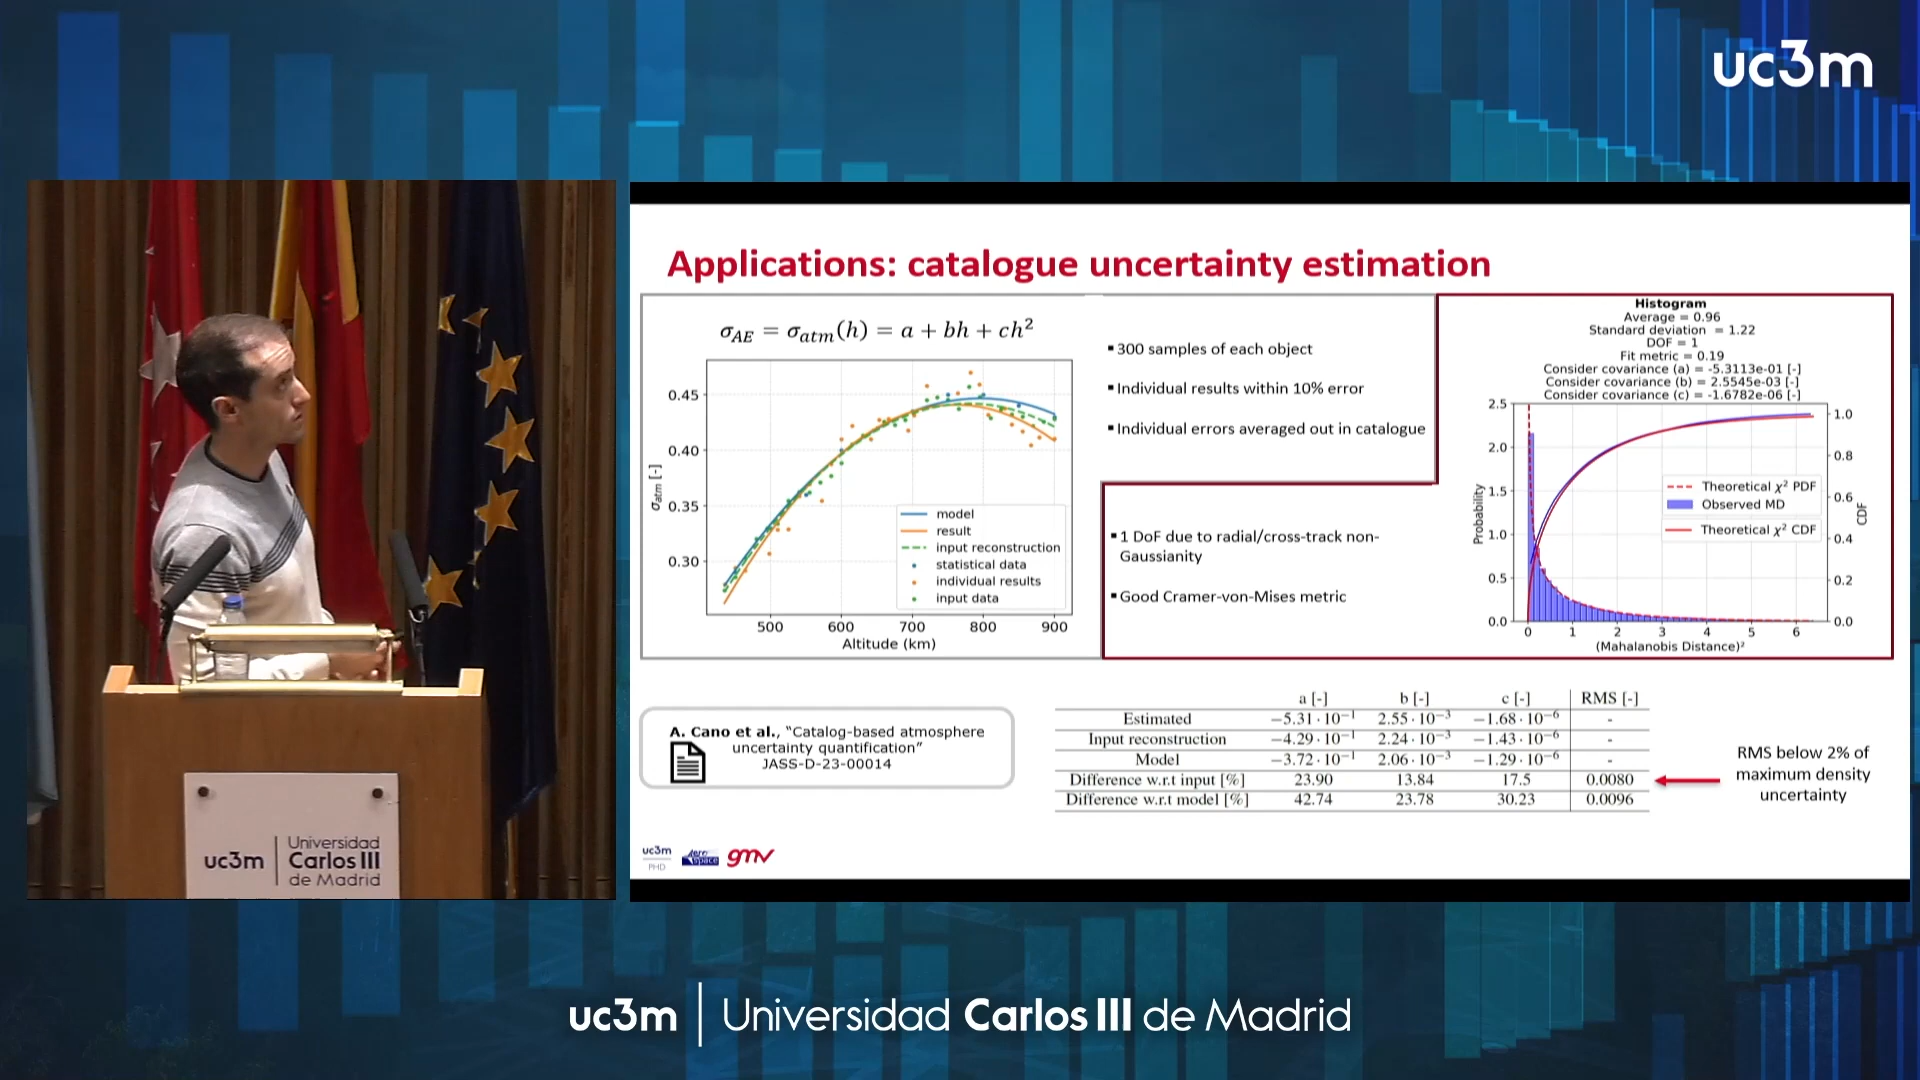 uc3m
Applications: catalogue uncertainty estimation
σ_AE = σ_atm(h) = a + bh + ch²
0.45
0.40
0.35
0.30
σ_atm [-]
model
result
input reconstruction
statistical data
individual results
input data
500 600 700 800 900
Altitude (km)
▪300 samples of each object
▪Individual results within 10% error
▪Individual errors averaged out in catalogue
▪1 DoF due to radial/cross-track non-
Gaussianity
▪Good Cramer-von-Mises metric
Histogram
Average = 0.96
Standard deviation = 1.22
DOF = 1
Fit metric = 0.19
Consider covariance (a) = -5.3113e-01 [-]
Consider covariance (b) = 2.5545e-03 [-]
Consider covariance (c) = -1.6782e-06 [-]
2.5
2.0
1.5
1.0
0.5
0.0
Probability
Theoretical χ² PDF
Observed MD
Theoretical χ² CDF
1.0
0.8
0.6
0.4
0.2
0.0
CDF
0 1 2 3 4 5 6
(Mahalanobis Distance)²
A. Cano et al., “Catalog-based atmosphere
uncertainty quantification”
JASS-D-23-00014
a [-] b [-] c [-] RMS [-]
Estimated −5.31 · 10⁻¹ 2.55 · 10⁻³ −1.68 · 10⁻⁶ -
Input reconstruction −4.29 · 10⁻¹ 2.24 · 10⁻³ −1.43 · 10⁻⁶ -
Model −3.72 · 10⁻¹ 2.06 · 10⁻³ −1.29 · 10⁻⁶ -
Difference w.r.t input [%] 23.90 13.84 17.5 0.0080
Difference w.r.t model [%] 42.74 23.78 30.23 0.0096
RMS below 2% of
maximum density
uncertainty
uc3m
PHD
Aero
space
gmv
uc3m
Universidad
Carlos III
de Madrid
uc3m | Universidad Carlos III de Madrid